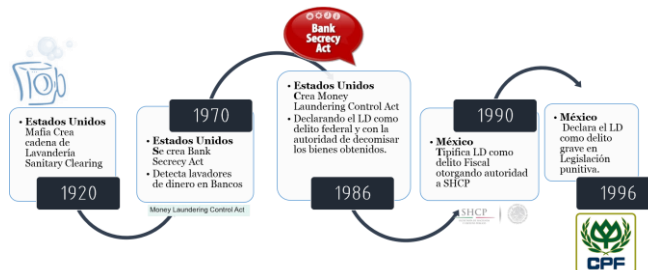 • Estados Unidos
Mafia Crea
cadena de
Lavandería
Sanitary Clearing
1920
1970
• Estados Unidos
Se crea Bank
Secrecy Act
• Detecta lavadores
de dinero en Bancos
Money Laundering Control Act
Bank
Secrecy
Act
• Estados Unidos
Crea Money
Laundering Control Act
• Declarando el LD como
delito federal y con la
autoridad de decomisar
los bienes obtenidos.
1986
1990
• México
Tipifica LD como
delito Fiscal
otorgando autoridad
a SHCP
SHCP
• México
Declara el LD
como delito
grave en
Legislación
punitiva.
1996
CPF